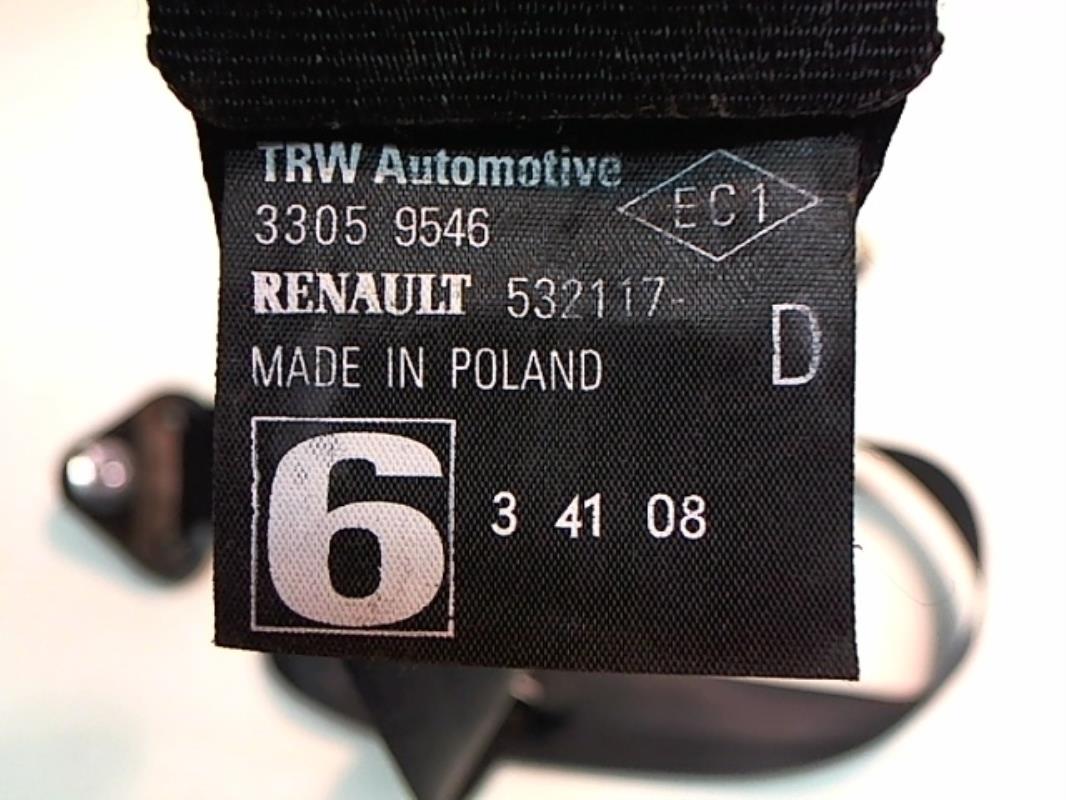 TRW Automotive
EC1
3305 9546
RENAULT 532117-
MADE IN POLAND
D
6
3 41 08